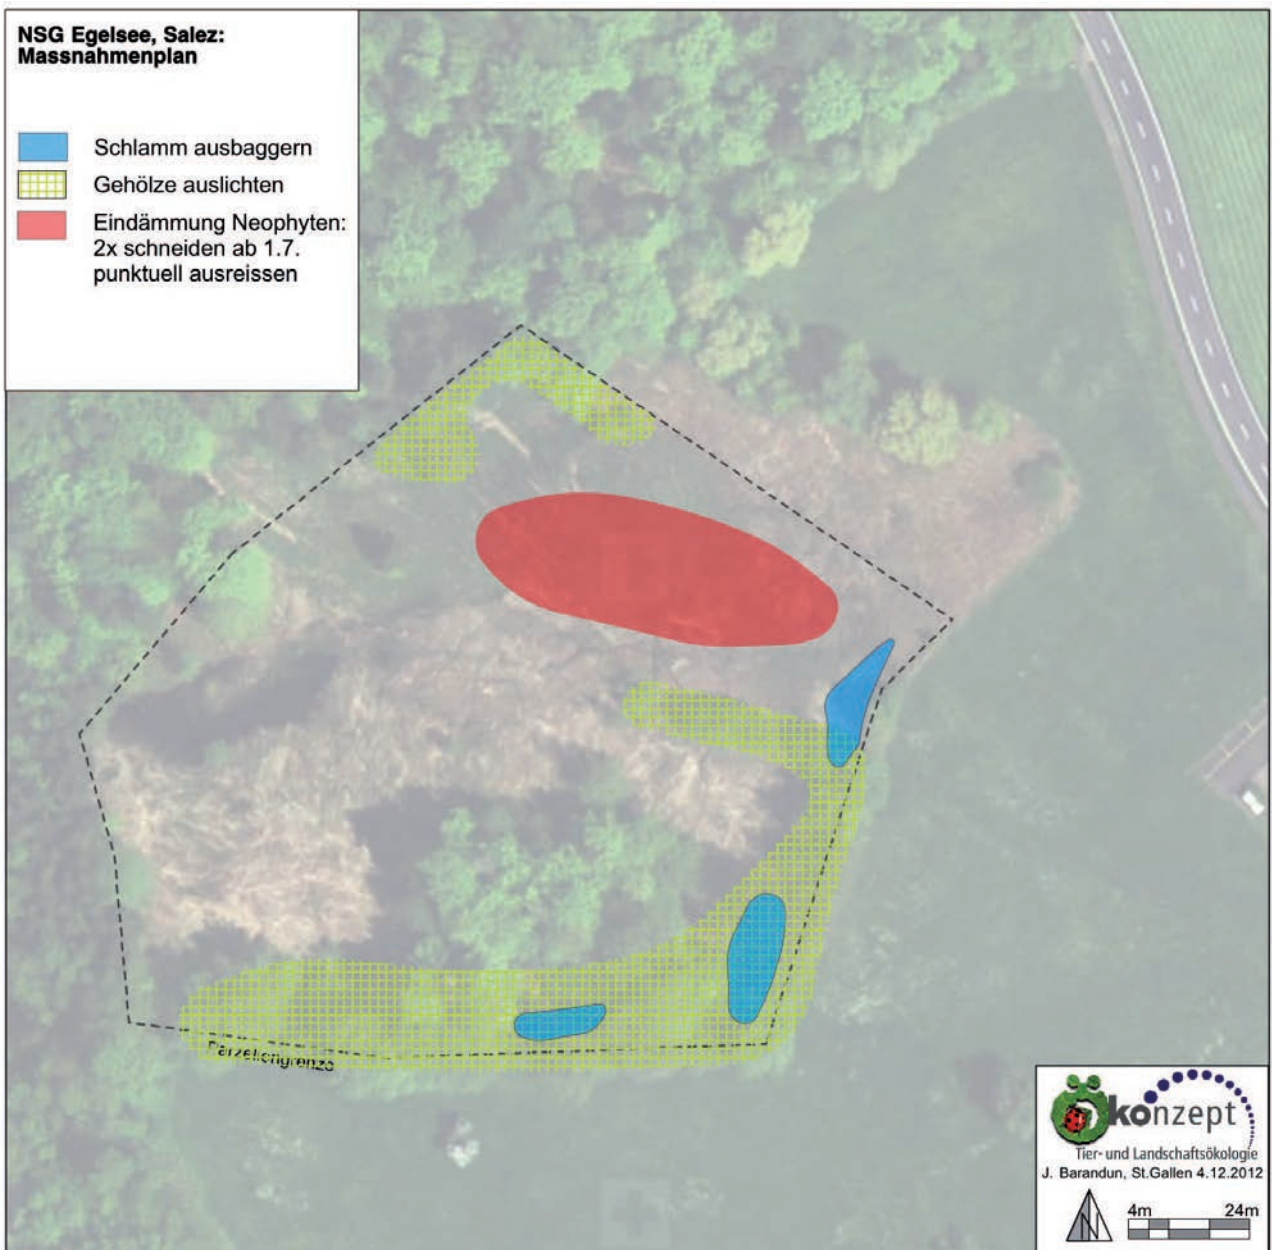 NSG Egelsee, Salez:
Massnahmenplan
Schlamm ausbaggern
Gehölze auslichten
Eindämmung Neophyten:
2x schneiden ab 1.7.
punktuell ausreissen
Parzellengrenze
Ökonzept
Tier- und Landschaftsökologie
J. Barandun, St.Gallen 4.12.2012
N
4m 24m